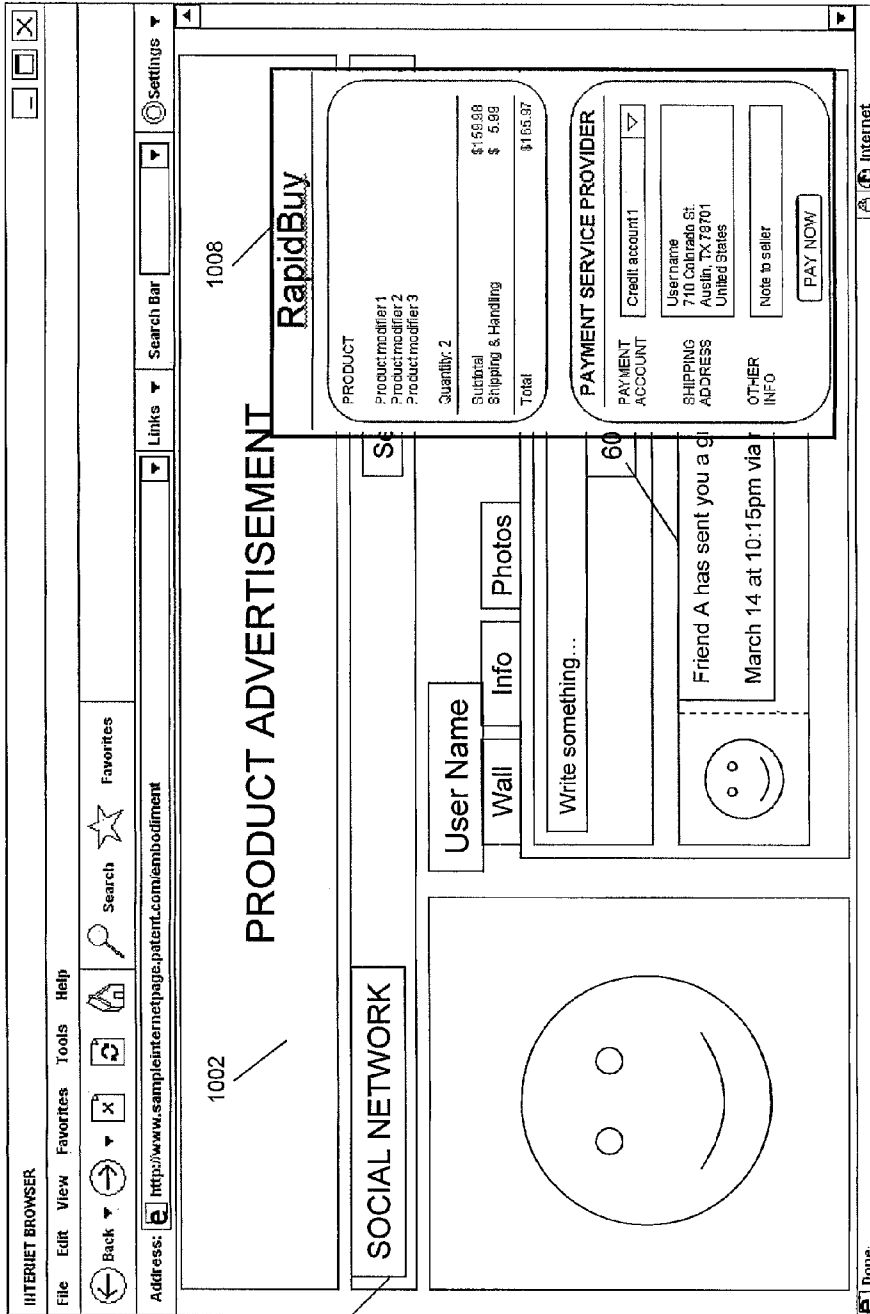 INTERNET BROWSER
File Edit View Favorites Tools Help
Back Search Favorites
Address: http://www.sampleinternetpage.patent.com/embodiment Links Search Bar Settings
1002
1008
PRODUCT ADVERTISEMENT
SOCIAL NETWORK
Se
User Name
Wall Info Photos
Write something...
60
Friend A has sent you a gi
March 14 at 10:15pm via
RapidBuy
PRODUCT
Product modifier 1
Product modifier 2
Product modifier 3
Quantity: 2
Subtotal $159.98
Shipping & Handling $ 5.99
Total $165.97
PAYMENT SERVICE PROVIDER
PAYMENT ACCOUNT Credit account 1
SHIPPING ADDRESS
User name
710 Colorado St.
Austin, TX 78701
United States
OTHER INFO
Note to seller
PAY NOW
Done.
Internet